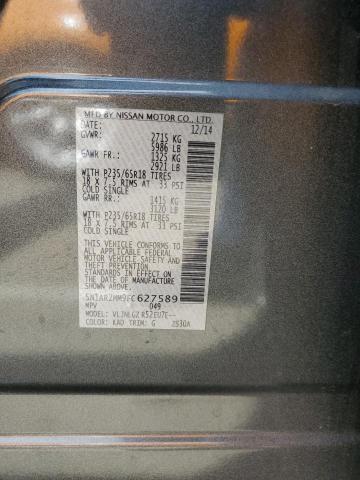 MFD BY NISSAN MOTOR CO., LTD.
DATE: 12/14
GVWR: 2715 KG
5986 LB
GAWR FR: 1325 KG
2921 LB
WITH P235/65R18 TIRES
18 X 7.5 RIMS AT 33 PSI
COLD SINGLE
GAWR RR: 1415 KG
3120 LB
WITH P235/65R18 TIRES
18 X 7.5 RIMS AT 33 PSI
COLD SINGLE
THIS VEHICLE CONFORMS
TO ALL APPLICABLE FEDERAL
MOTOR VEHICLE SAFETY AND
THEFT PREVENTION STANDARDS
IN EFFECT ON THE DATE OF
MANUFACTURE SHOWN ABOVE.
5N1AR2MM9FC627589
MPV 049
MODEL:
COLOR: KAD TRIM: G